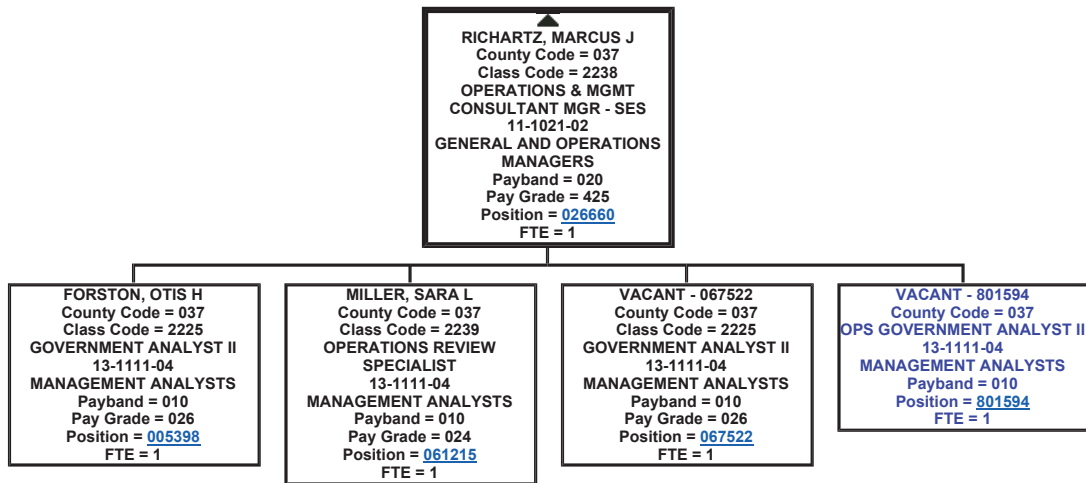 RICHARTZ, MARCUS J
County Code = 037
Class Code = 2238
OPERATIONS & MGMT
CONSULTANT MGR - SES
11-1021-02
GENERAL AND OPERATIONS
MANAGERS
Payband = 020
Pay Grade = 425
Position = 026660
FTE = 1
FORSTON, OTIS H
County Code = 037
Class Code = 2225
GOVERNMENT ANALYST II
13-1111-04
MANAGEMENT ANALYSTS
Payband = 010
Pay Grade = 026
Position = 005398
FTE = 1
MILLER, SARA L
County Code = 037
Class Code = 2239
OPERATIONS REVIEW
SPECIALIST
13-1111-04
MANAGEMENT ANALYSTS
Payband = 010
Pay Grade = 024
Position = 061215
FTE = 1
VACANT - 067522
County Code = 037
Class Code = 2225
GOVERNMENT ANALYST II
13-1111-04
MANAGEMENT ANALYSTS
Payband = 010
Pay Grade = 026
Position = 067522
FTE = 1
VACANT - 801594
County Code = 037
OPS GOVERNMENT ANALYST II
13-1111-04
MANAGEMENT ANALYSTS
Payband = 010
Position = 801594
FTE = 1